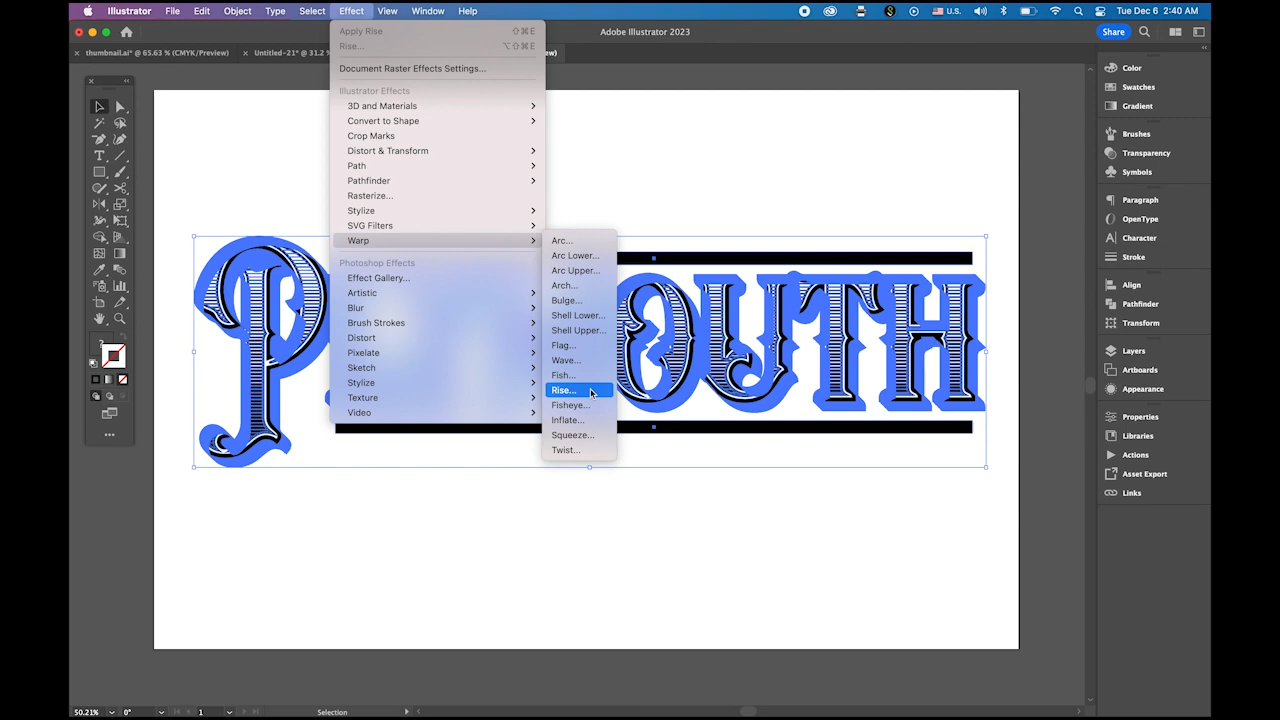 Illustrator File Edit Object Type Select Effect View Window Help U.S. Tue Dec 6 2:40 AM
Adobe Illustrator 2023 Share
× thumbnail.ai* @ 65.63 % (CMYK/Preview) × Untitled-21* @ 31.2
Apply Rise ⇧⌘E
Rise... ⌥⇧⌘E
Document Raster Effects Settings...
Illustrator Effects
3D and Materials
Convert to Shape
Crop Marks
Distort & Transform
Path
Pathfinder
Rasterize...
Stylize
SVG Filters
Warp
Photoshop Effects
Effect Gallery...
Artistic
Blur
Brush Strokes
Distort
Pixelate
Sketch
Stylize
Texture
Video
Arc...
Arc Lower...
Arc Upper...
Arch...
Bulge...
Shell Lower...
Shell Upper...
Flag...
Wave...
Fish...
Rise...
Fisheye...
Inflate...
Squeeze...
Twist...
P OUTH
Color
Swatches
Gradient
Brushes
Transparency
Symbols
Paragraph
OpenType
Character
Stroke
Align
Pathfinder
Transform
Layers
Artboards
Appearance
Properties
Libraries
Actions
Asset Export
Links
50.21% 0° 1 Selection